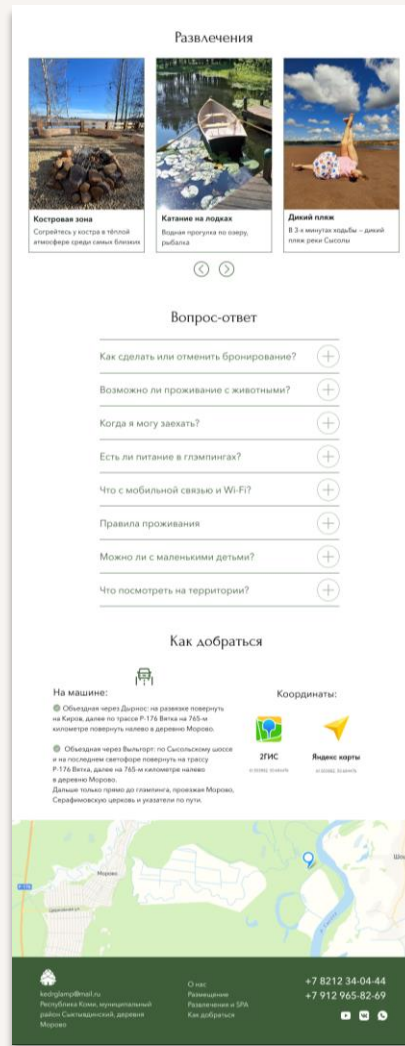 Развлечения
Костровая зона
Согрейтесь у костра в тёплой
атмосфере среди самых близких
Катание на лодках
Водная прогулка по озеру,
рыбалка
Дикий пляж
В 3-х минутах ходьбы – дикий
пляж реки Сысолы
Вопрос-ответ
Как сделать или отменить бронирование?
Возможно ли проживание с животными?
Когда я могу заехать?
Есть ли питание в глэмпингах?
Что с мобильной связью и Wi-Fi?
Правила проживания
Можно ли с маленькими детьми?
Что посмотреть на территории?
Как добраться
На машине:
Объездная через Дырнос: на развязке повернуть
на Киров, далее по трассе Р-176 Вятка на 765-м
километре повернуть налево в деревню Морово.
Объездная через Выльгорт: по Сысольскому шоссе
и на последнем светофоре повернуть на трассу
Р-176 Вятка, далее на 765-м километре налево
в деревню Морово.
Дальше только прямо до глэмпинга, проезжая Морово,
Серафимовскую церковь и указатели по пути.
Координаты:
2ГИС
Яндекс карты
Морово
Р-176
kedrglamp@mail.ru
Республика Коми, муниципальный
район Сыктывдинский, деревня
Морово
О нас
Размещение
Развлечения и SPA
Как добраться
+7 8212 34-04-44
+7 912 965-82-69